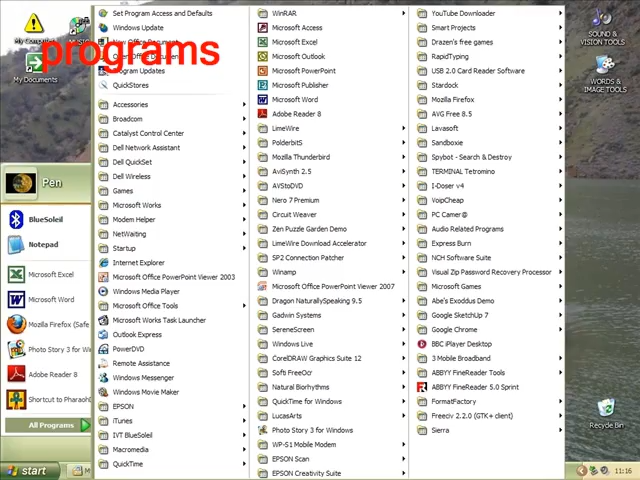 programs
My Computer
My Documents
Set Program Access and Defaults
Windows Update
New Office Document
Open Office Document
Program Updates
QuickStores
Accessories
Broadcom
Catalyst Control Center
Dell Network Assistant
Dell QuickSet
Dell Wireless
Games
Microsoft Works
Modem Helper
NetWaiting
Startup
Internet Explorer
Microsoft Office PowerPoint Viewer 2003
Windows Media Player
Microsoft Office Tools
Microsoft Works Task Launcher
Outlook Express
PowerDVD
Remote Assistance
Windows Messenger
Windows Movie Maker
EPSON
iTunes
IVT BlueSoleil
Macromedia
QuickTime
WinRAR
Microsoft Access
Microsoft Excel
Microsoft Outlook
Microsoft PowerPoint
Microsoft Publisher
Microsoft Word
Adobe Reader 8
LimeWire
PolderbitS
Mozilla Thunderbird
AviSynth 2.5
AVStoDVD
Nero 7 Premium
Circuit Weaver
Zen Puzzle Garden Demo
LimeWire Download Accelerator
SP2 Connection Patcher
Winamp
Microsoft Office PowerPoint Viewer 2007
Dragon NaturallySpeaking 9.5
Gadwin Systems
SereneScreen
Windows Live
CorelDRAW Graphics Suite 12
Softi FreeOcr
Natural Biorhythms
QuickTime for Windows
LucasArts
Photo Story 3 for Windows
WP-S1 Mobile Modem
EPSON Scan
EPSON Creativity Suite
YouTube Downloader
Smart Projects
Drazen's free games
RapidTyping
USB 2.0 Card Reader Software
Stardock
Mozilla Firefox
AVG Free 8.5
Lavasoft
Sandboxie
Spybot - Search & Destroy
TERMINAL Tetromino
I-Doser v4
VoipCheap
PC Camer@
Audio Related Programs
Express Burn
NCH Software Suite
Visual Zip Password Recovery Processor
Microsoft Games
Abe's Exoddus Demo
Google SketchUp 7
Google Chrome
BBC iPlayer Desktop
3 Mobile Broadband
ABBYY FineReader Tools
ABBYY FineReader 5.0 Sprint
FormatFactory
Freeciv 2.2.0 (GTK+ client)
Sierra
SOUND &
VISION TOOLS
WORDS &
IMAGE TOOLS
Recycle Bin
Pen
BlueSoleil
Notepad
Microsoft Excel
Microsoft Word
Mozilla Firefox (Safe
Photo Story 3 for Win
Adobe Reader 8
Shortcut to Pharaoh
All Programs
start
M
11:16